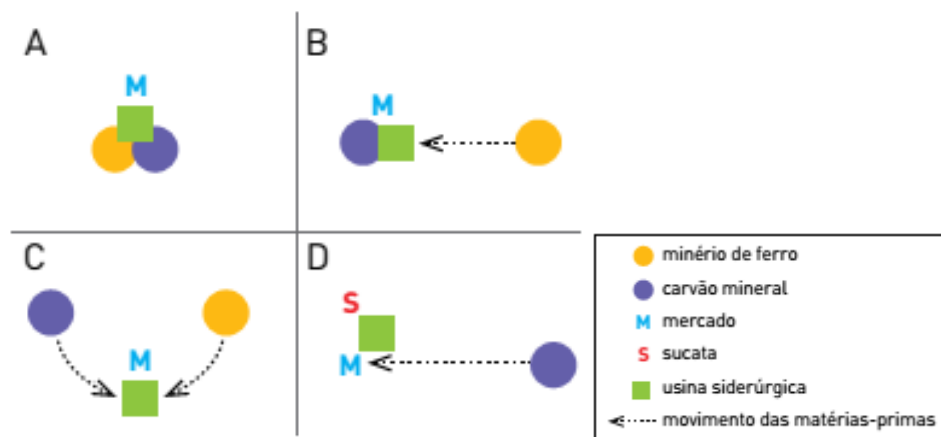 A
M
B
M
C
M
D
S
M
minério de ferro
carvão mineral
M mercado
S sucata
usina siderúrgica
movimento das matérias-primas